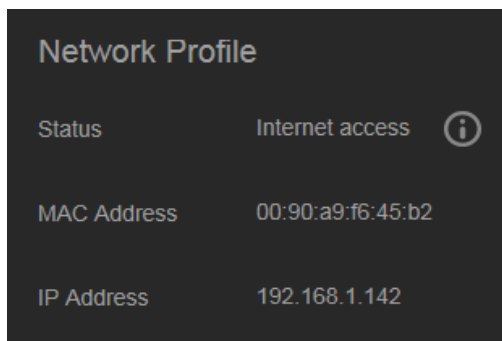 Network Profile
Status Internet access
MAC Address 00:90:a9:f6:45:b2
IP Address 192.168.1.142